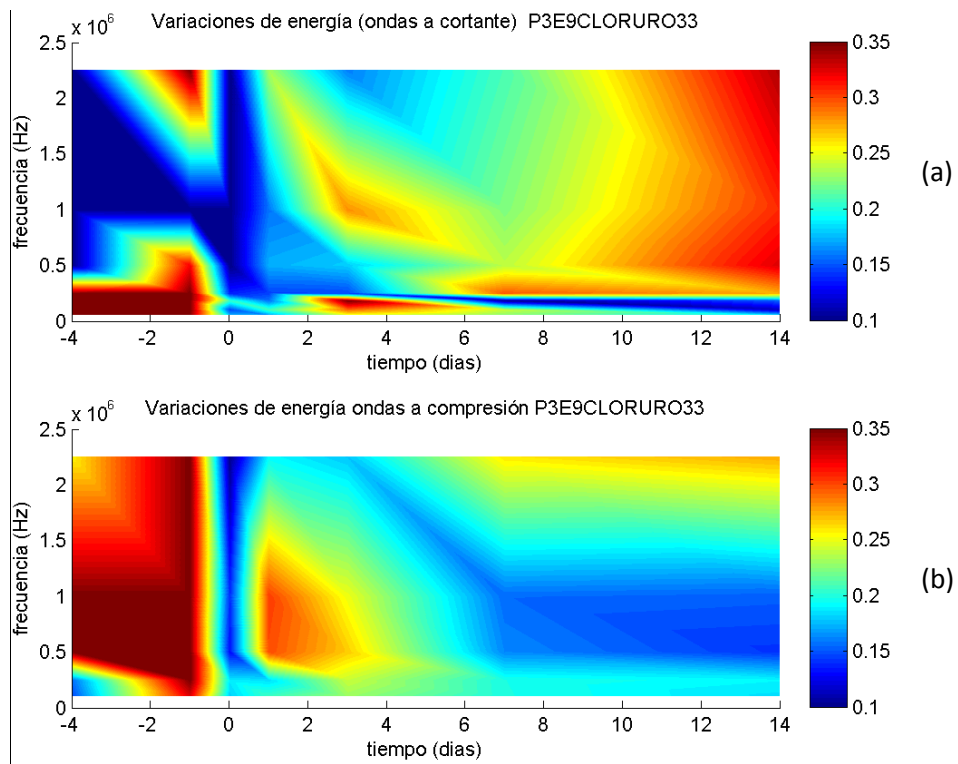 Variaciones de energía (ondas a cortante) P3E9CLORURO33
x 10⁶
2.5
2
1.5
1
0.5
0
frecuencia (Hz)
-4 -2 0 2 4 6 8 10 12 14
tiempo (dias)
0.35
0.3
0.25
0.2
0.15
0.1
(a)
Variaciones de energía ondas a compresión P3E9CLORURO33
x 10⁶
2.5
2
1.5
1
0.5
0
frecuencia (Hz)
-4 -2 0 2 4 6 8 10 12 14
tiempo (dias)
0.35
0.3
0.25
0.2
0.15
0.1
(b)